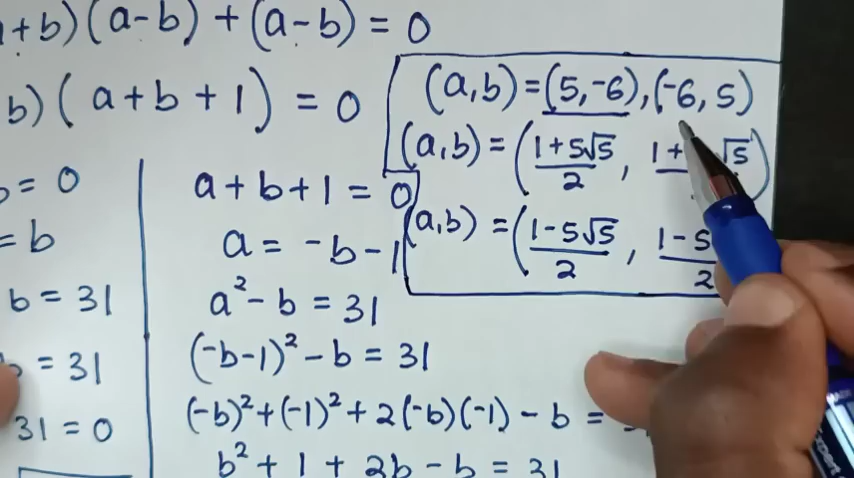 +b)(a-b)+(a-b)=0
b)(a+b+1)=0
=0
=b
b=31
=31
31=0
a+b+1=0
a=-b-1
a²-b=31
(-b-1)²-b=31
(-b)²+(-1)²+2(-b)(-1)-b=
b²+1+2b-b=31
(a,b)=(5,-6),(-6,5)
(a,b)=(1+5√5/2, 1+ √5)
(a,b)=(1-5√5/2, 1-5 /2